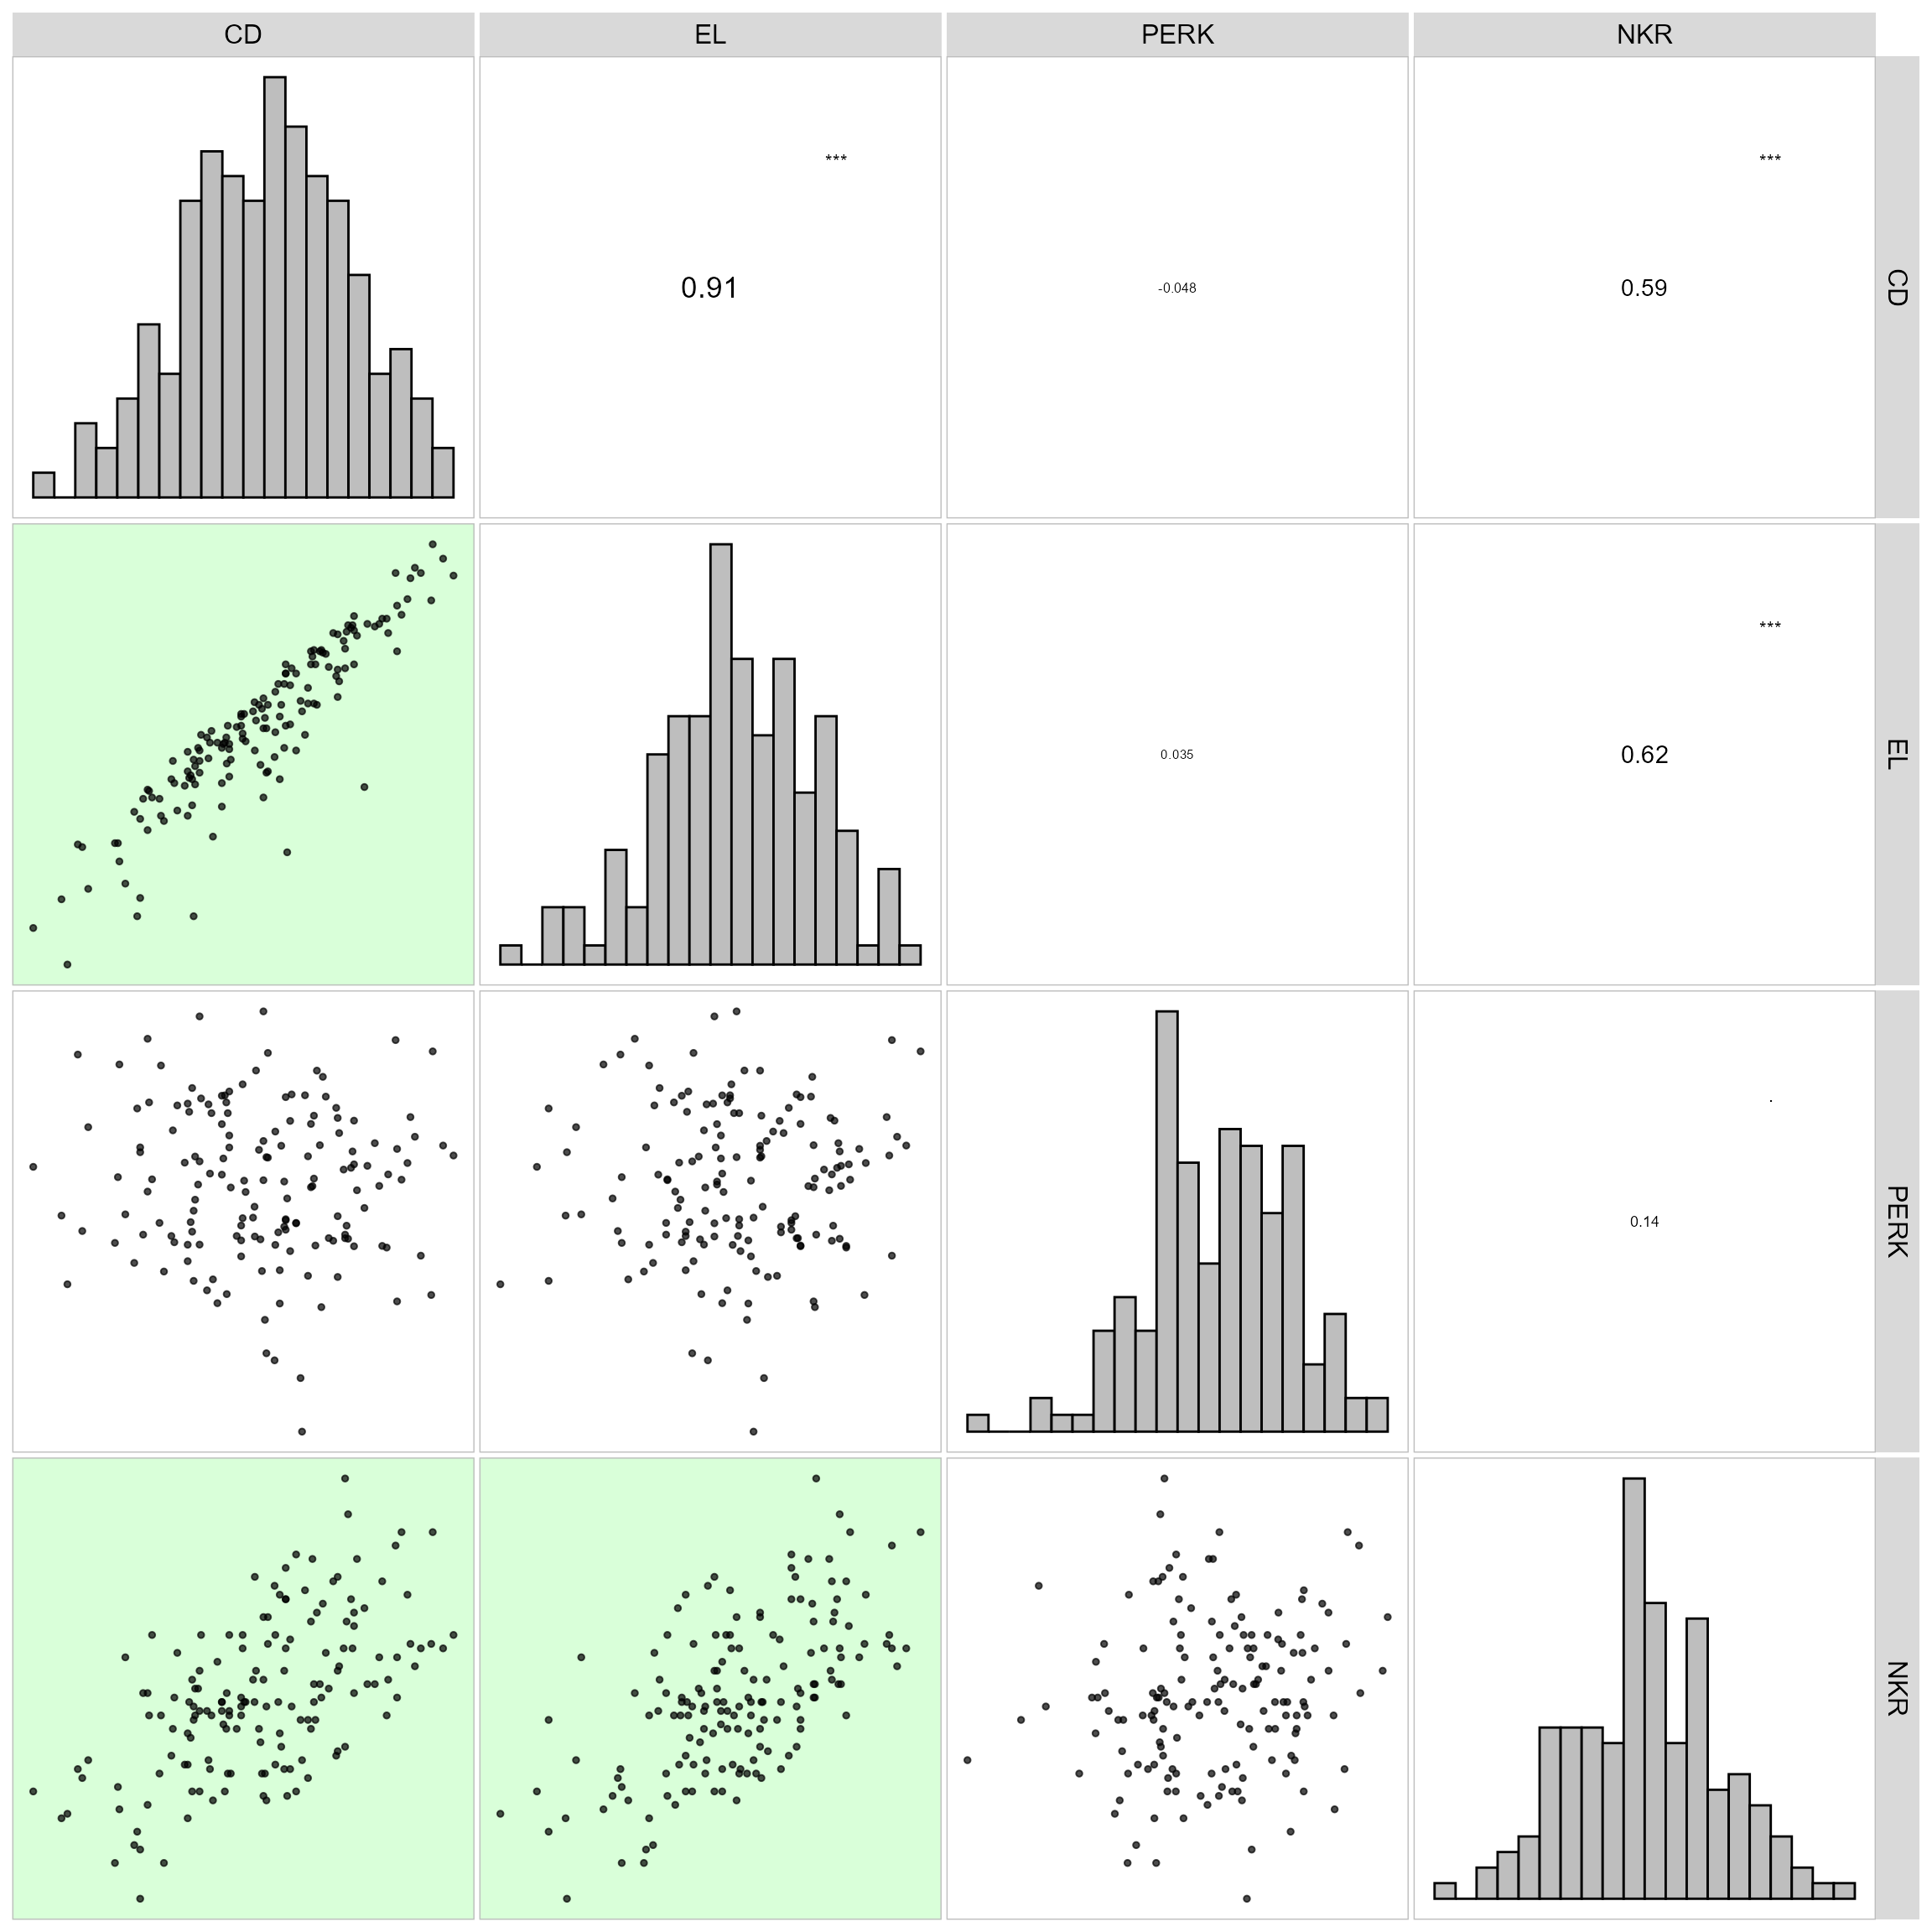 CD EL PERK NKR
*** ***
0.91 -0.048 0.59
CD
***
0.035 0.62
EL
.
0.14
PERK
NKR